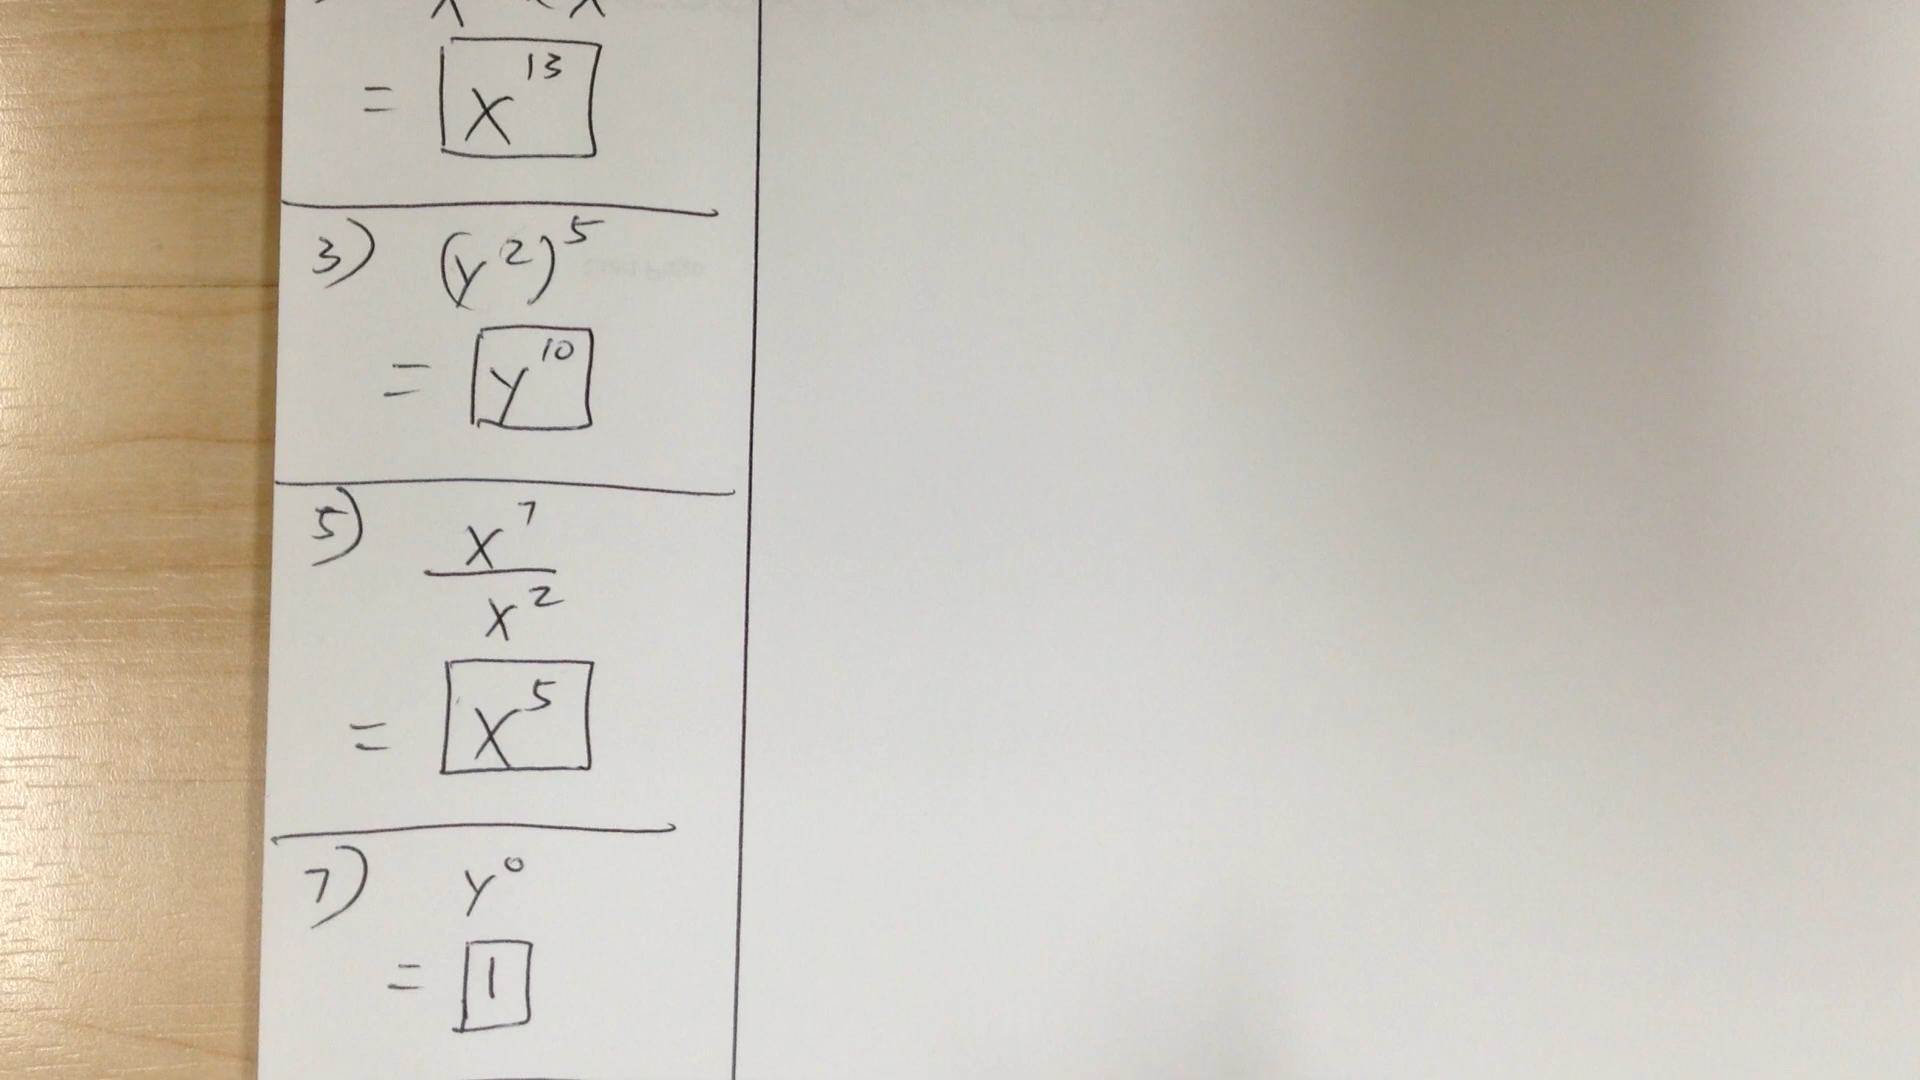 = x^13
3) (y^2)^5
= y^10
5) x^7
x^2
= x^5
7) y^0
= 1